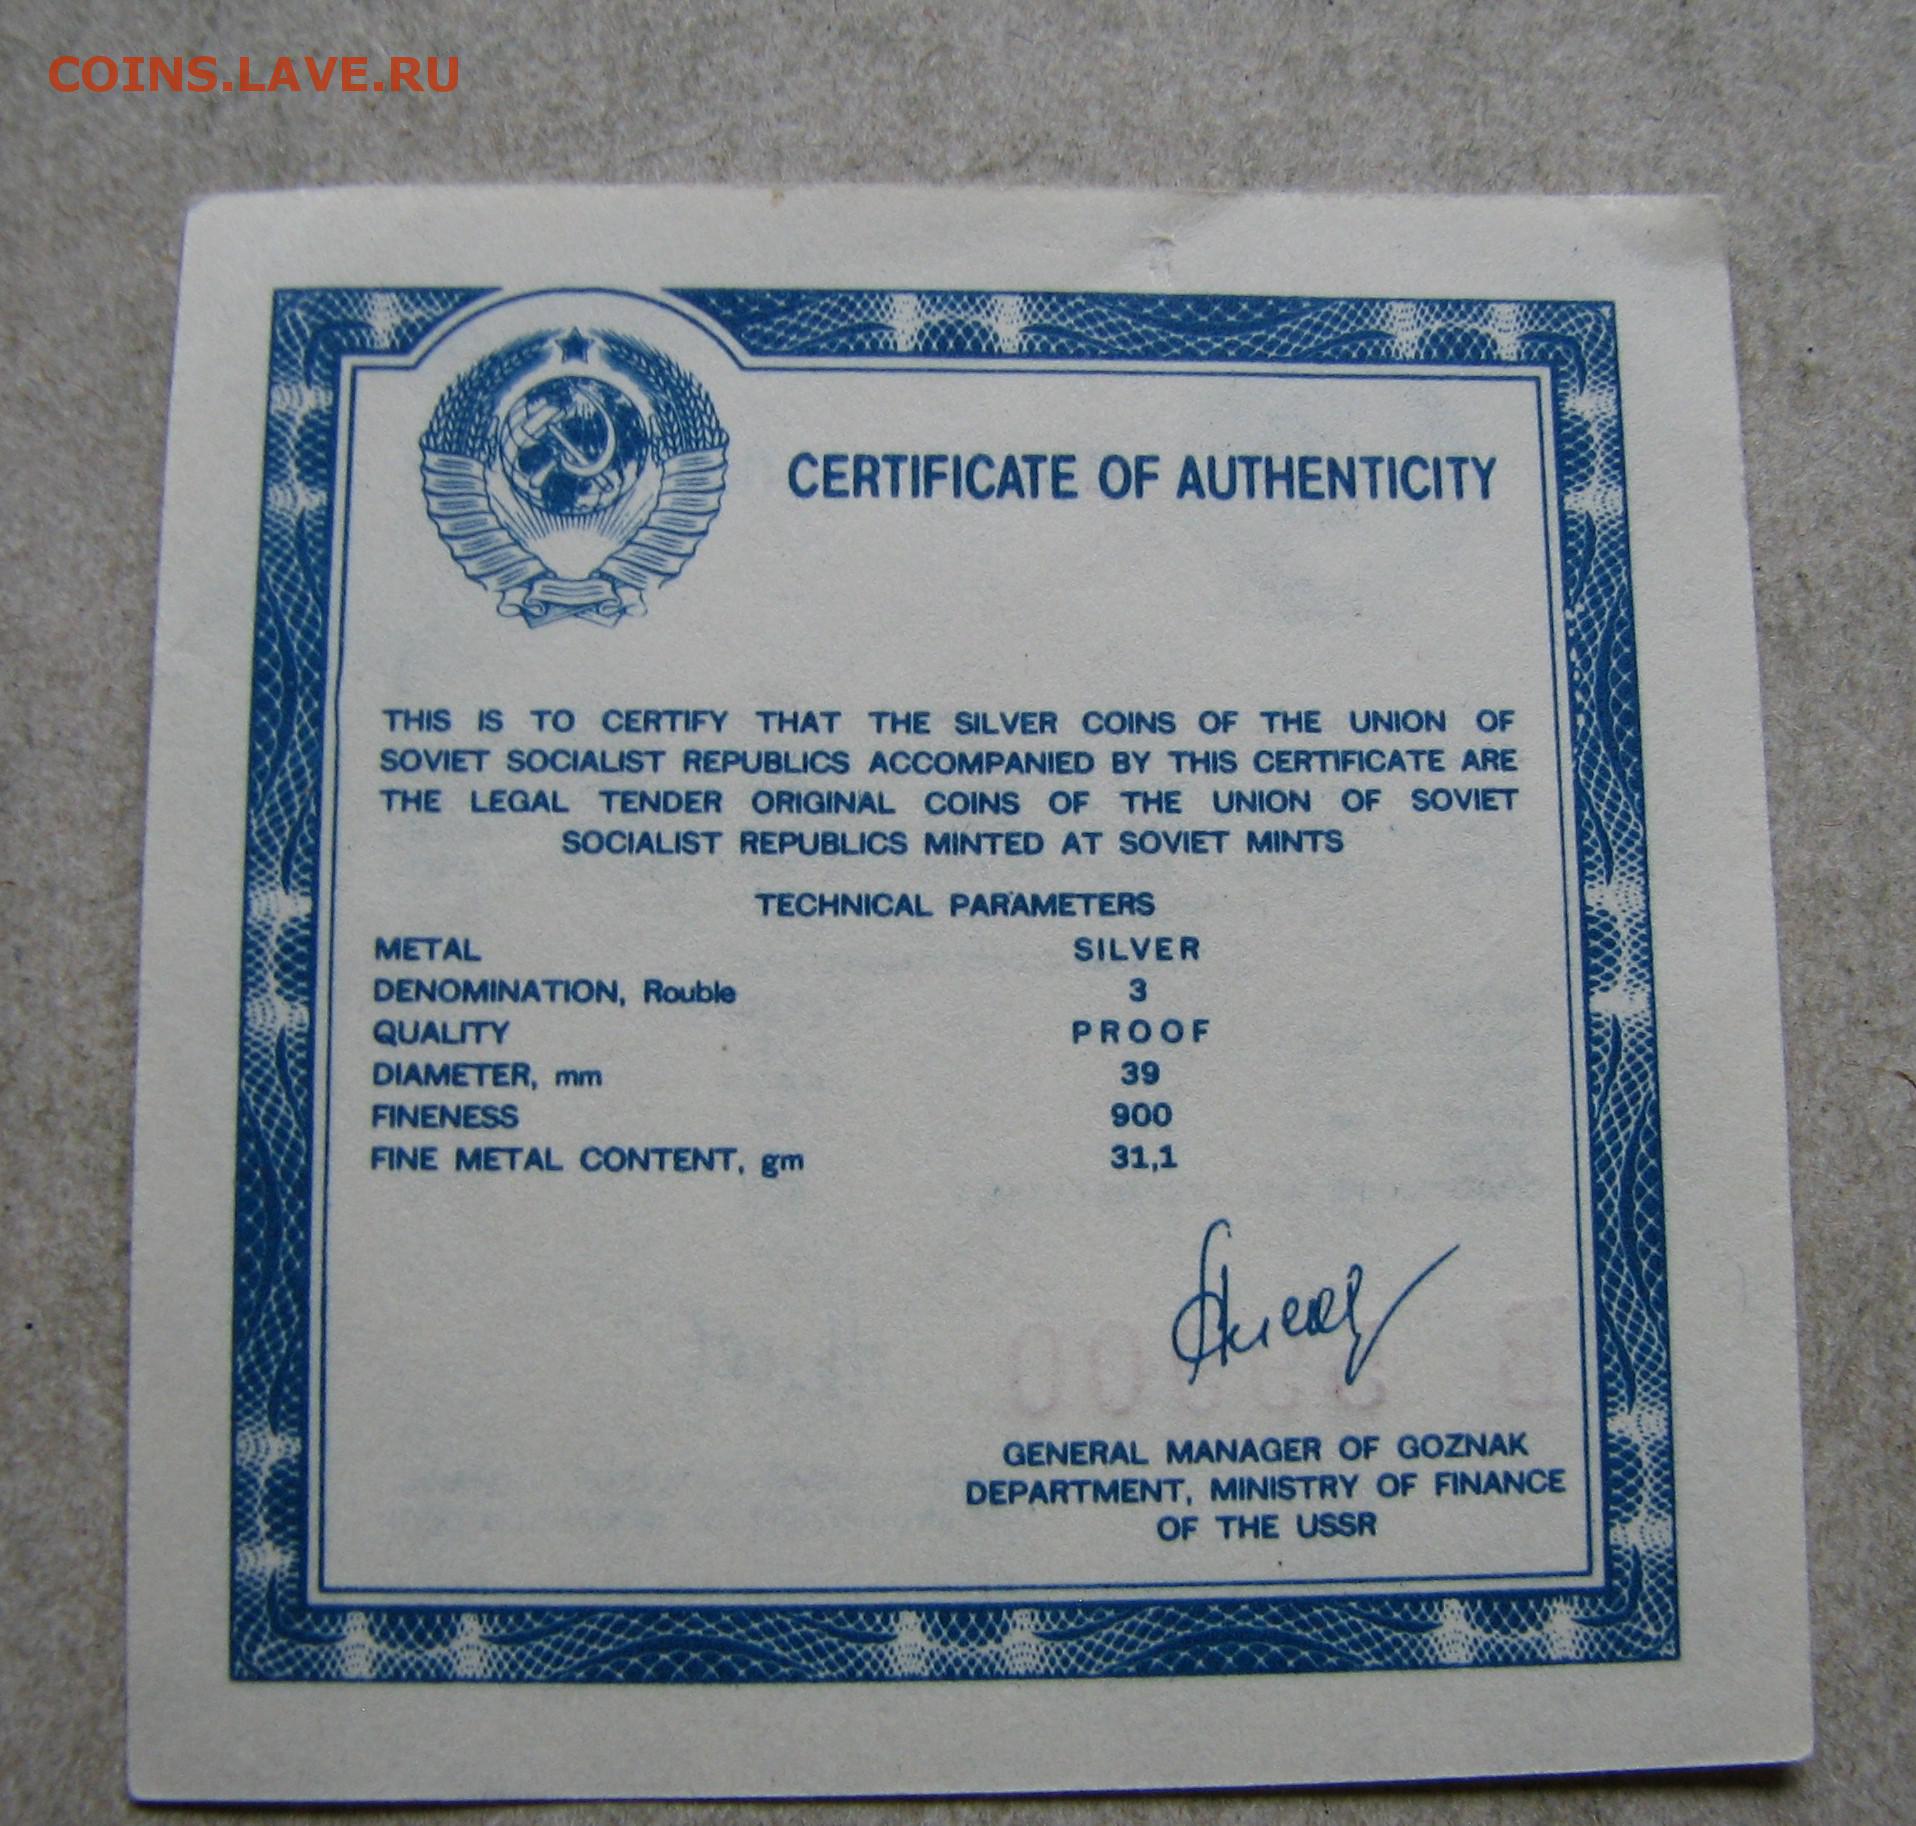 COINS.LAVE.RU
CERTIFICATE OF AUTHENTICITY
THIS IS TO CERTIFY THAT THE SILVER COINS OF THE UNION OF
SOVIET SOCIALIST REPUBLICS ACCOMPANIED BY THIS CERTIFICATE ARE
THE LEGAL TENDER ORIGINAL COINS OF THE UNION OF SOVIET
SOCIALIST REPUBLICS MINTED AT SOVIET MINTS
TECHNICAL PARAMETERS
METAL SILVER
DENOMINATION, Rouble 3
QUALITY PROOF
DIAMETER, mm 39
FINENESS 900
FINE METAL CONTENT, gm 31,1
GENERAL MANAGER OF GOZNAK
DEPARTMENT, MINISTRY OF FINANCE
OF THE USSR